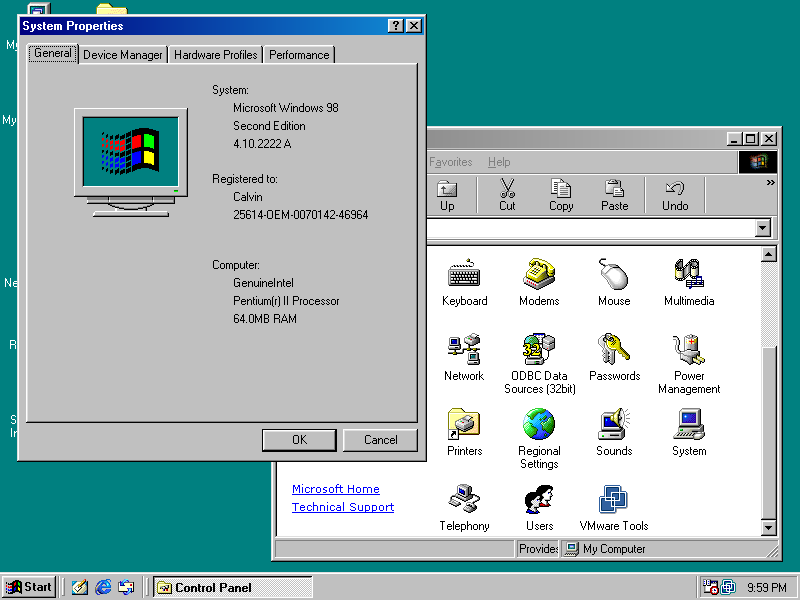 System Properties
General
Device Manager
Hardware Profiles
Performance
System:
Microsoft Windows 98
Second Edition
4.10.2222 A
Registered to:
Calvin
25614-OEM-0070142-46964
Computer:
GenuineIntel
Pentium(r) II Processor
64.0MB RAM
OK
Cancel
Favorites
Help
Up
Cut
Copy
Paste
Undo
Keyboard
Modems
Mouse
Multimedia
Network
ODBC Data
Sources (32bit)
Passwords
Power
Management
Printers
Regional
Settings
Sounds
System
Telephony
Users
VMware Tools
Microsoft Home
Technical Support
My Computer
Start
Control Panel
9:59 PM